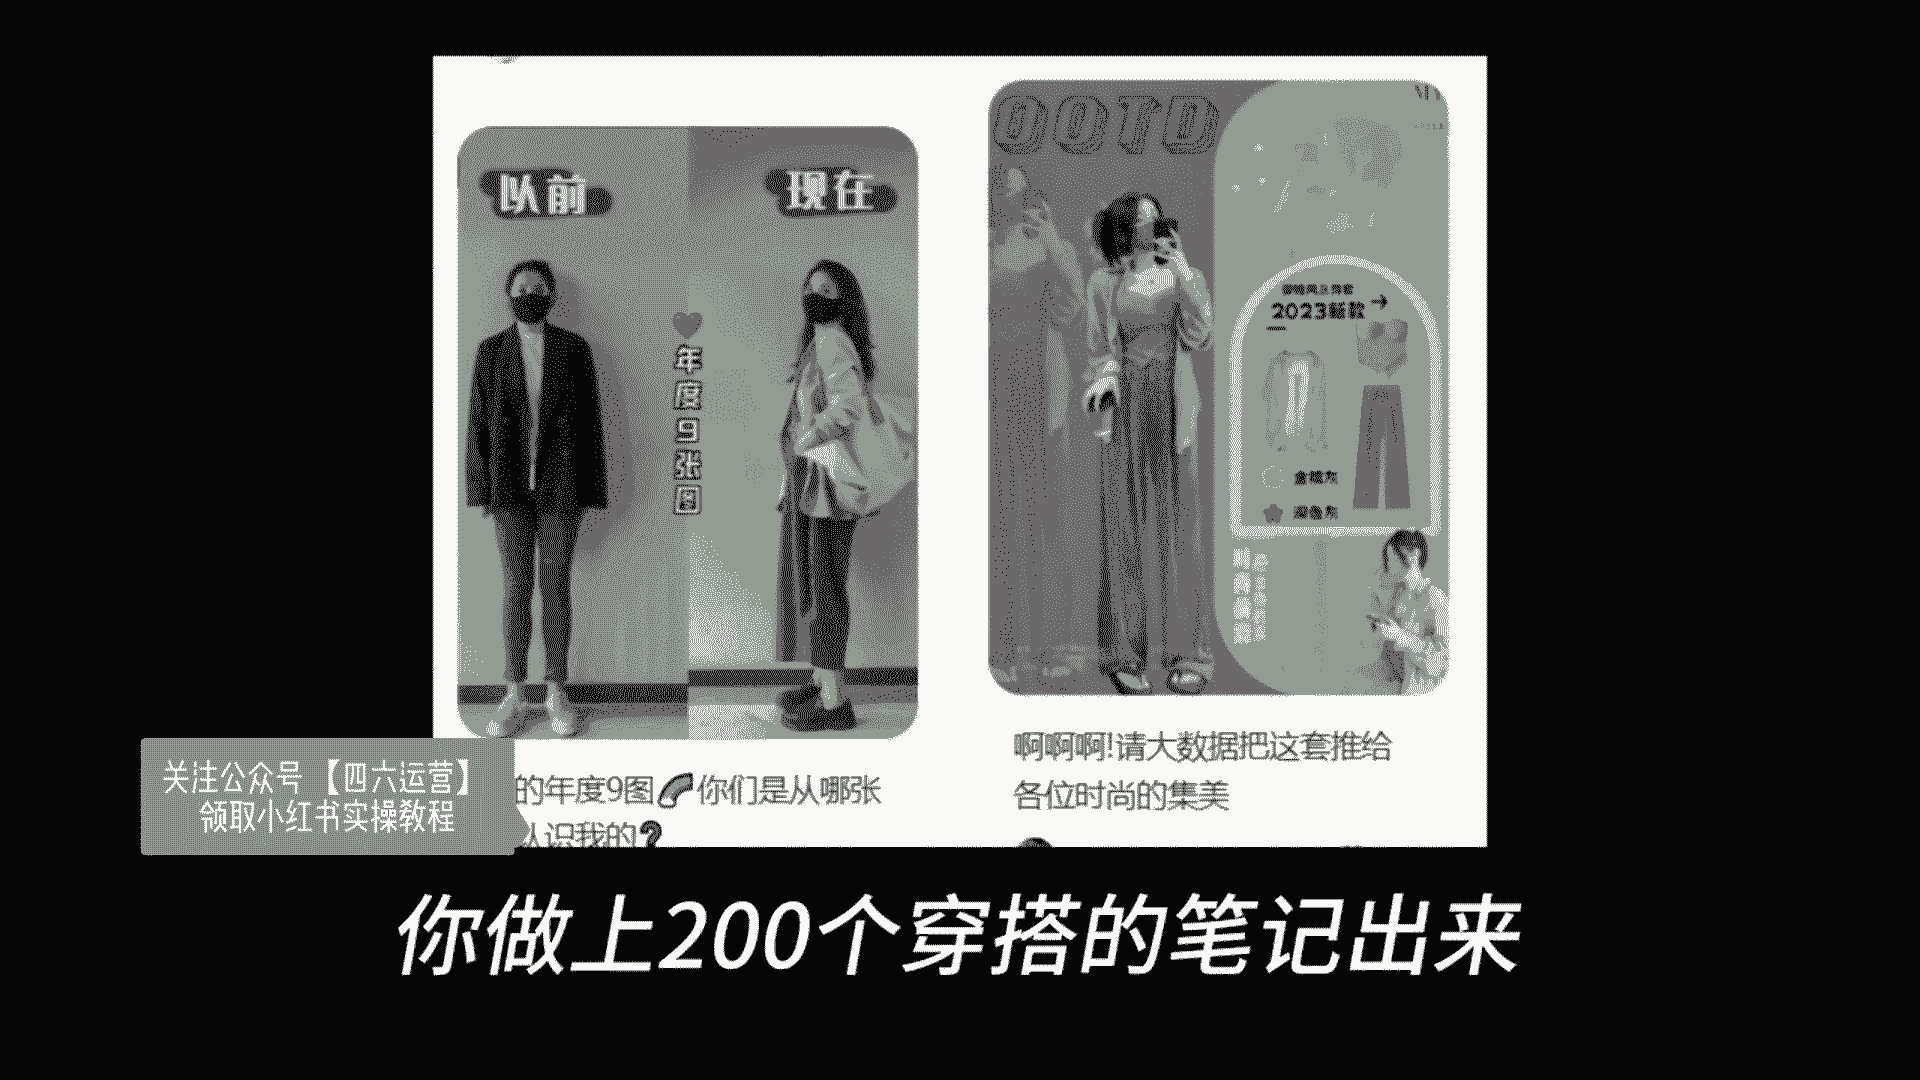 以前
现在
年度9张图
OOTD
2023新款
的年度9图 你们是从哪张
认识我的?
啊啊啊!请大数据把这套推给
各位时尚的集美
关注公众号【四六运营】
领取小红书实操教程
你做上200个穿搭的笔记出来